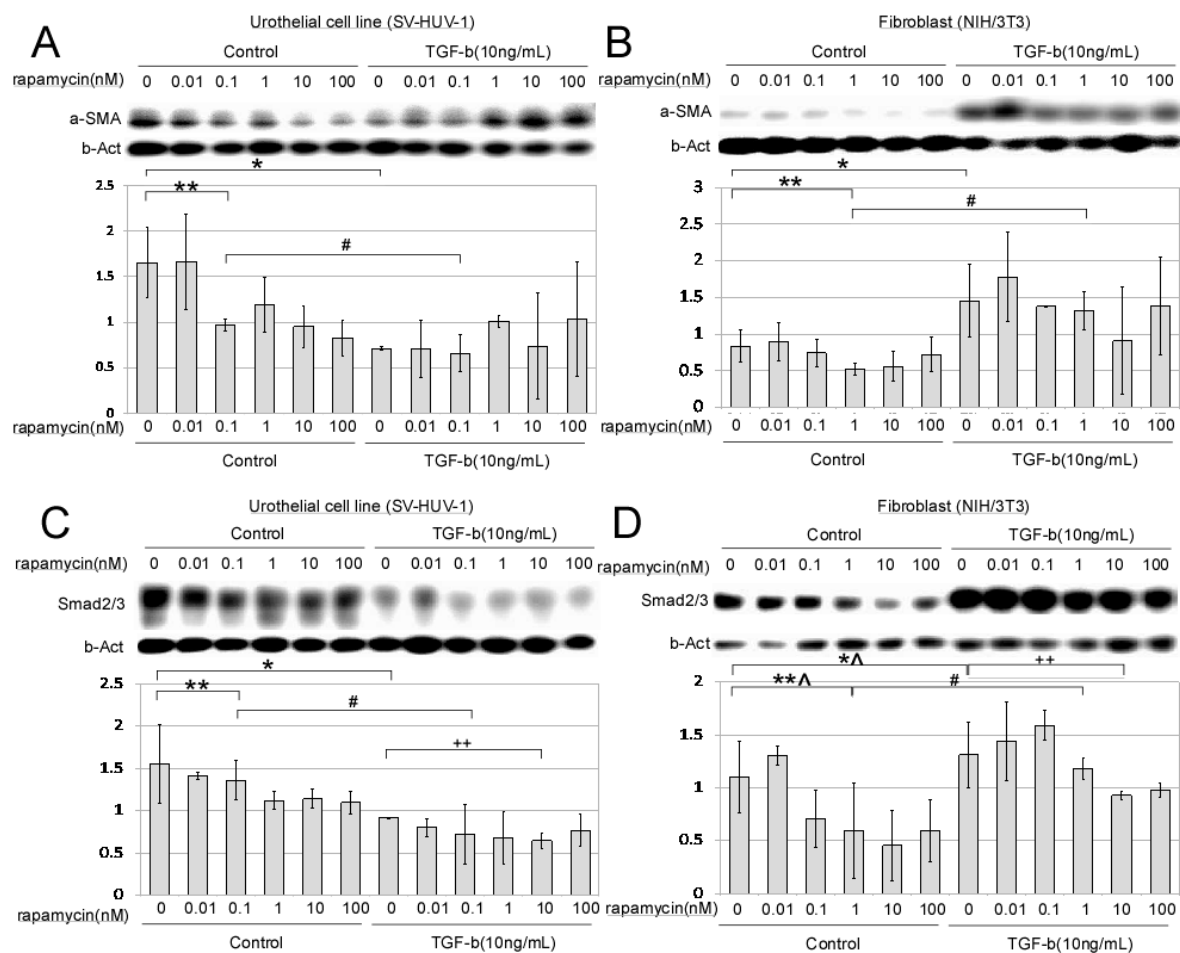 A
Urothelial cell line (SV-HUV-1)
Control TGF-b(10ng/mL)
rapamycin(nM) 0 0.01 0.1 1 10 100 0 0.01 0.1 1 10 100
a-SMA
b-Act
*
**
#
2.5
2
1.5
1
0.5
0
rapamycin(nM) 0 0.01 0.1 1 10 100 0 0.01 0.1 1 10 100
Control TGF-b(10ng/mL)
B
Fibroblast (NIH/3T3)
Control TGF-b(10ng/mL)
rapamycin(nM) 0 0.01 0.1 1 10 100 0 0.01 0.1 1 10 100
a-SMA
b-Act
*
**
#
3
2.5
2
1.5
1
0.5
0
rapamycin(nM) 0 0.01 0.1 1 10 100 0 0.01 0.1 1 10 100
Control TGF-b(10ng/mL)
C
Urothelial cell line (SV-HUV-1)
Control TGF-b(10ng/mL)
rapamycin(nM) 0 0.01 0.1 1 10 100 0 0.01 0.1 1 10 100
Smad2/3
b-Act
*
**
#
++
2.5
2
1.5
1
0.5
0
rapamycin(nM) 0 0.01 0.1 1 10 100 0 0.01 0.1 1 10 100
Control TGF-b(10ng/mL)
D
Fibroblast (NIH/3T3)
Control TGF-b(10ng/mL)
rapamycin(nM) 0 0.01 0.1 1 10 100 0 0.01 0.1 1 10 100
Smad2/3
b-Act
*^ ++
**^ #
2
1.5
1
0.5
0
rapamycin(nM) 0 0.01 0.1 1 10 100 0 0.01 0.1 1 10 100
Control TGF-b(10ng/mL)